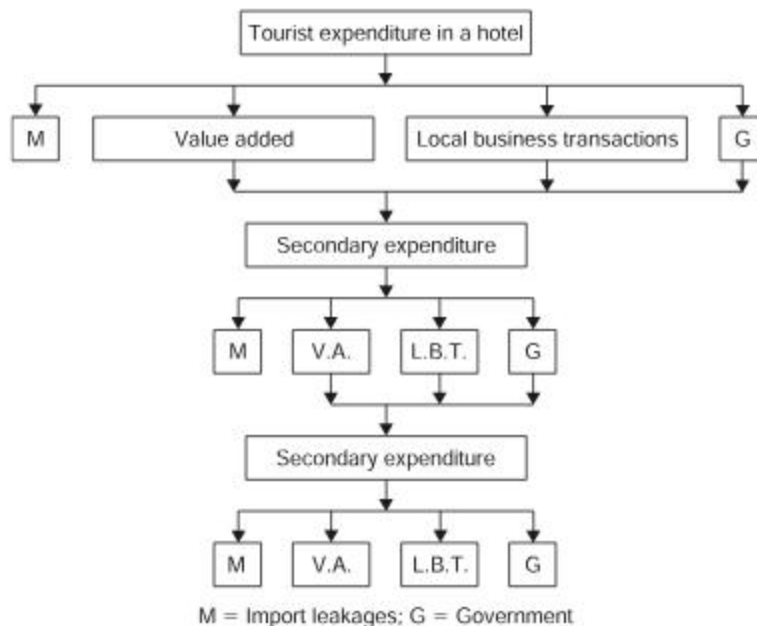 Tourist expenditure in a hotel
M Value added Local business transactions G
Secondary expenditure
M V.A. L.B.T. G
Secondary expenditure
M V.A. L.B.T. G
M = Import leakages; G = Government